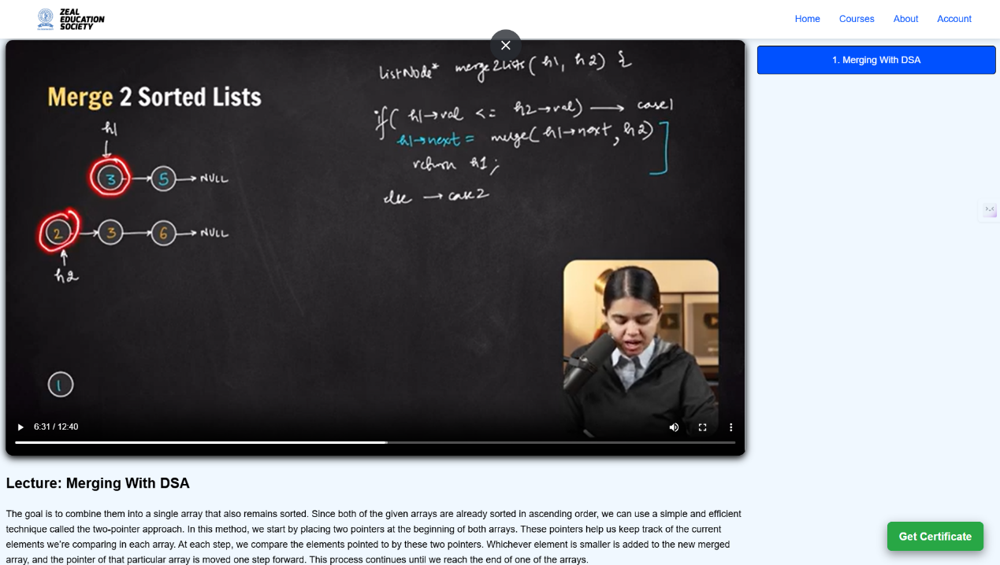 ZEAL
EDUCATION
SOCIETY
Home Courses About Account
Merge 2 Sorted Lists
h1
3 5 NULL
2 3 6 NULL
h2
1
ListNode* merge2Lists(h1, h2) {
if( h1→val <= h2→val) → case1
h1→next = merge(h1→next, h2)
return h1;
else → case2
6:31 / 12:40
1. Merging With DSA
Lecture: Merging With DSA
The goal is to combine them into a single array that also remains sorted. Since both of the given arrays are already sorted in ascending order, we can use a simple and efficient
technique called the two-pointer approach. In this method, we start by placing two pointers at the beginning of both arrays. These pointers help us keep track of the current
elements we're comparing in each array. At each step, we compare the elements pointed to by these two pointers. Whichever element is smaller is added to the new merged
array, and the pointer of that particular array is moved one step forward. This process continues until we reach the end of one of the arrays.
Get Certificate